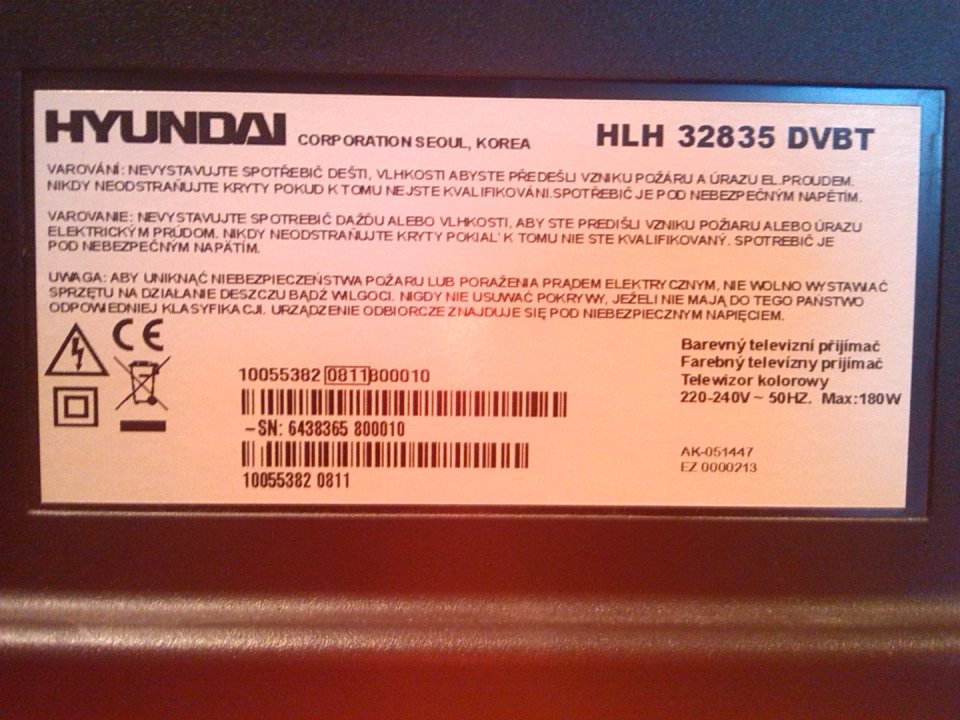 HYUNDAI CORPORATION SEOUL, KOREA HLH 32835 DVBT
VAROVÁNÍ: NEVYSTAVUJTE SPOTŘEBIČ DEŠTI, VLHKOSTI ABYSTE PŘEDEŠLI VZNIKU POŽÁRU A ÚRAZU EL.PROUDEM.
NIKDY NEODSTRAŇUJTE KRYTY POKUD K TOMU NEJSTE KVALIFIKOVÁNI.SPOTŘEBIČ JE POD NEBEZPEČNÝM NAPĚTÍM.
VAROVANIE: NEVYSTAVUJTE SPOTREBIČ DAŽĎU ALEBO VLHKOSTI, ABY STE PREDIŠLI VZNIKU POŽIARU ALEBO ÚRAZU
ELEKTRICKÝM PRÚDOM. NIKDY NEODSTRAŇUJTE KRYTY POKIAL' K TOMU NIE STE KVALIFIKOVANÝ. SPOTREBIČ JE
POD NEBEZPEČNÝM NAPÄTÍM.
UWAGA: ABY UNIKNĄĆ NIEBEZPIECZEŃSTWA POŻARU LUB PORAŻENIA PRĄDEM ELEKTRYCZNYM, NIE WOLNO WYSTAWIAĆ
SPRZĘTU NA DZIAŁANIE DESZCZU BĄDŹ WILGOCI. NIGDY NIE USUWAĆ POKRYWY, JEŻELI NIE MAJĄ DO TEGO PAŃSTWO
ODPOWIEDNIEJ KLASYFIKACJI. URZĄDZENIE ODBIORCZE ZNAJDUJE SIĘ POD NIEBEZPIECZNYM NAPIĘCIEM.
CE
Barevný televizní přijímač
Farebný televízny prijímač
Telewizor kolorowy
220-240V ~ 50HZ. Max:180W
10055382 0811 800010
-SN: 6438365 800010
10055382 0811
AK-051447
EZ 0000213